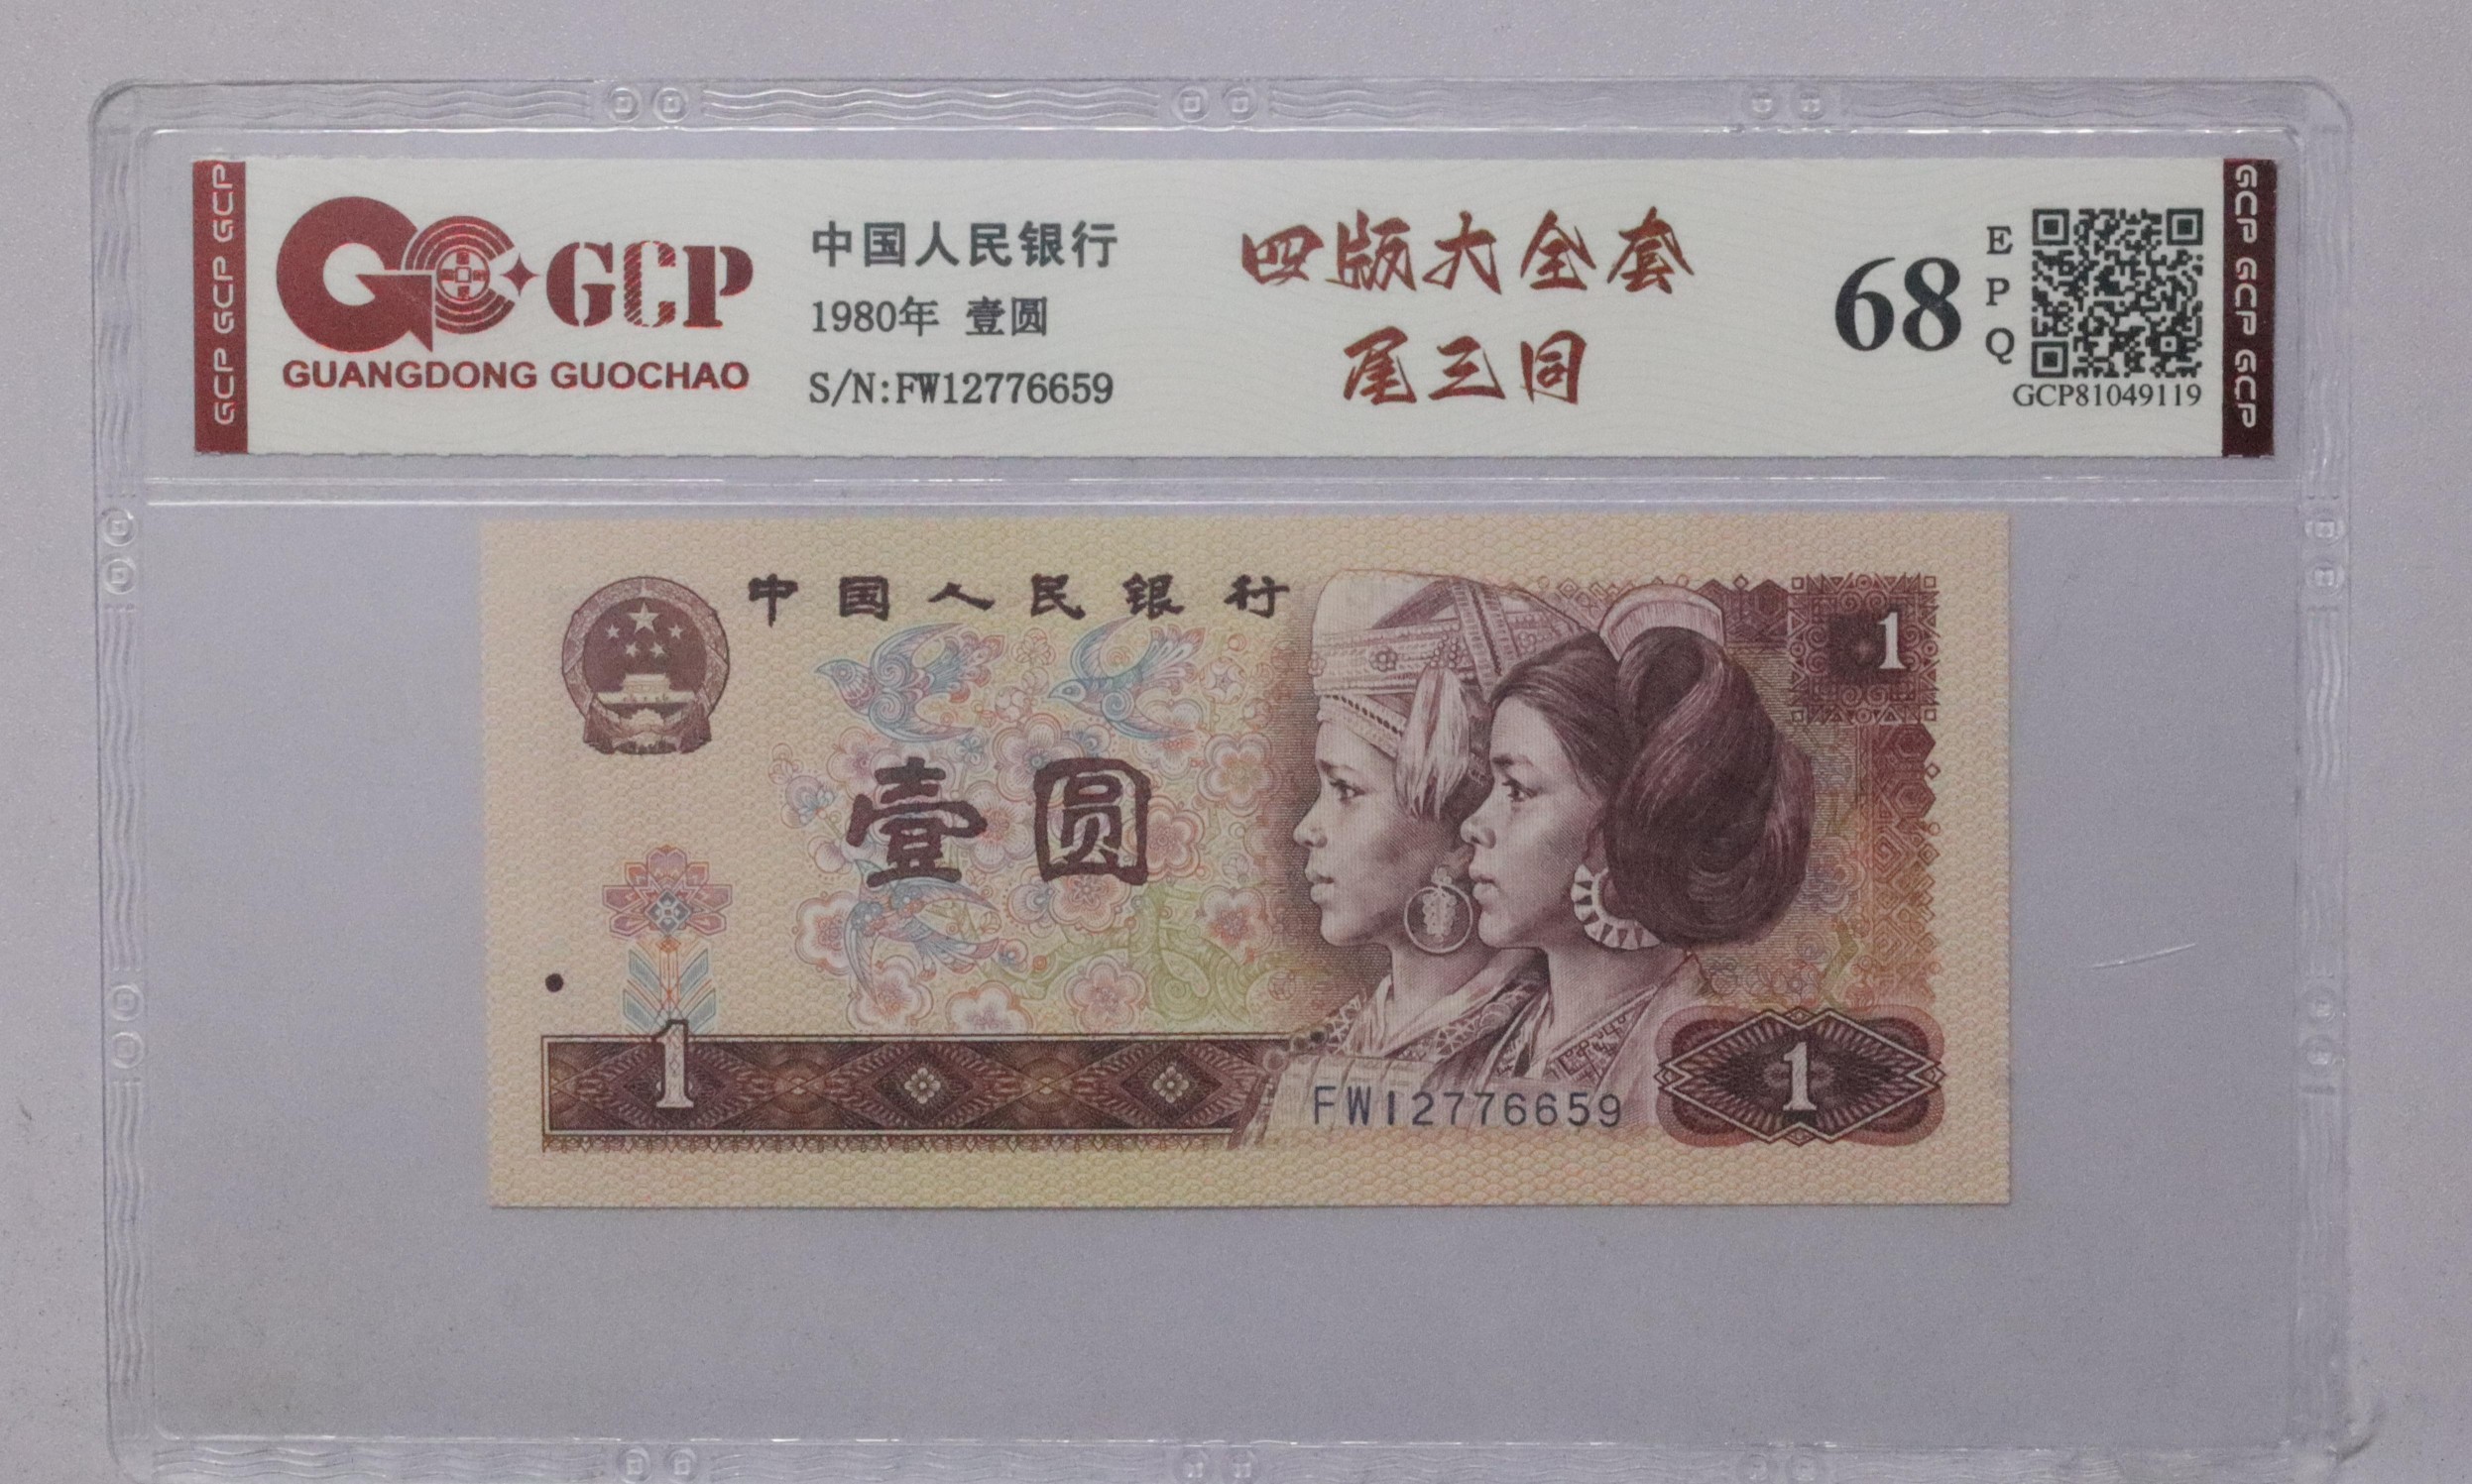 GCP GCP GCP
GCP
GUANGDONG GUOCHAO
中国人民银行
1980年 壹圆
S/N:FW12776659
四版大全套
尾三同
68
E
P
Q
GCP81049119
GCP GCP GCP
中国人民银行
1
壹圆
1
FW12776659
1